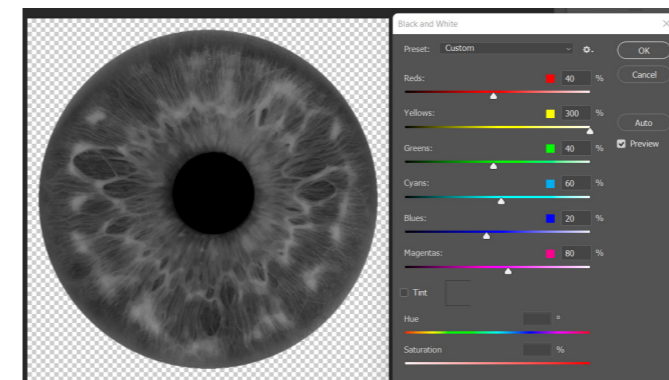 Black and White
Preset: Custom
OK
Reds: 40 %
Cancel
Yellows: 300 %
Auto
Greens: 40 %
Preview
Cyans: 60 %
Blues: 20 %
Magentas: 80 %
Tint
Hue °
Saturation %